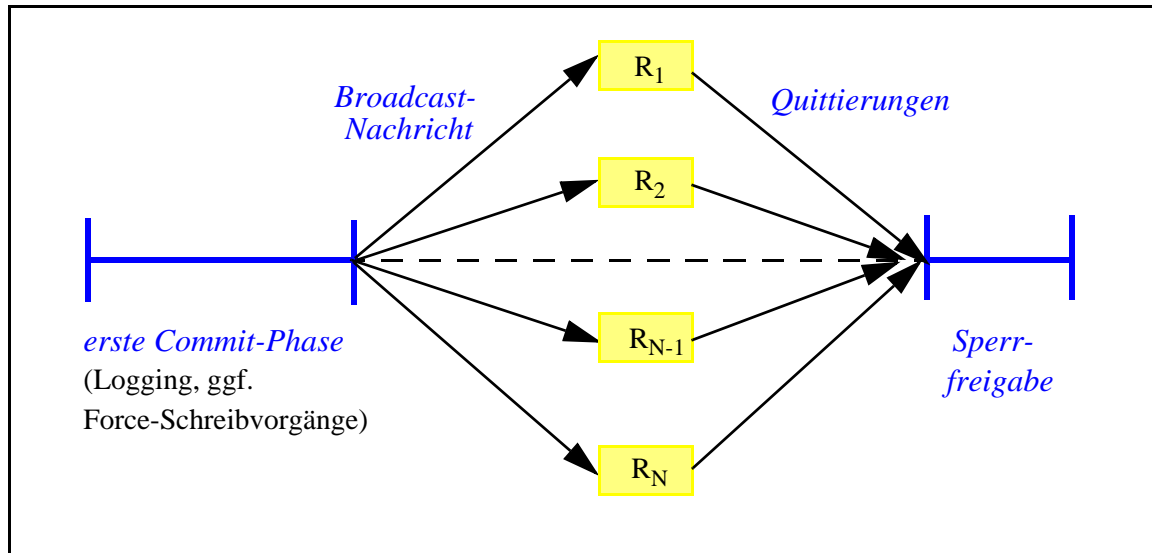 R1
Broadcast-
Nachricht
Quittierungen
R2
erste Commit-Phase
(Logging, ggf.
Force-Schreibvorgänge)
RN-1
Sperr-
freigabe
RN